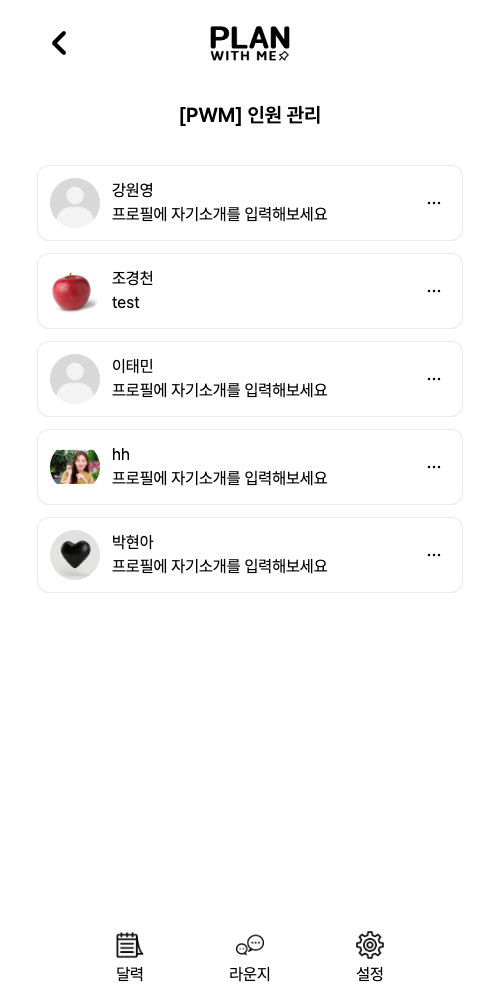 PLAN
WITH ME
[PWM] 인원 관리
강원영
프로필에 자기소개를 입력해보세요
...
조경천
test
...
이태민
프로필에 자기소개를 입력해보세요
...
hh
프로필에 자기소개를 입력해보세요
...
박현아
프로필에 자기소개를 입력해보세요
...
달력
라운지
설정